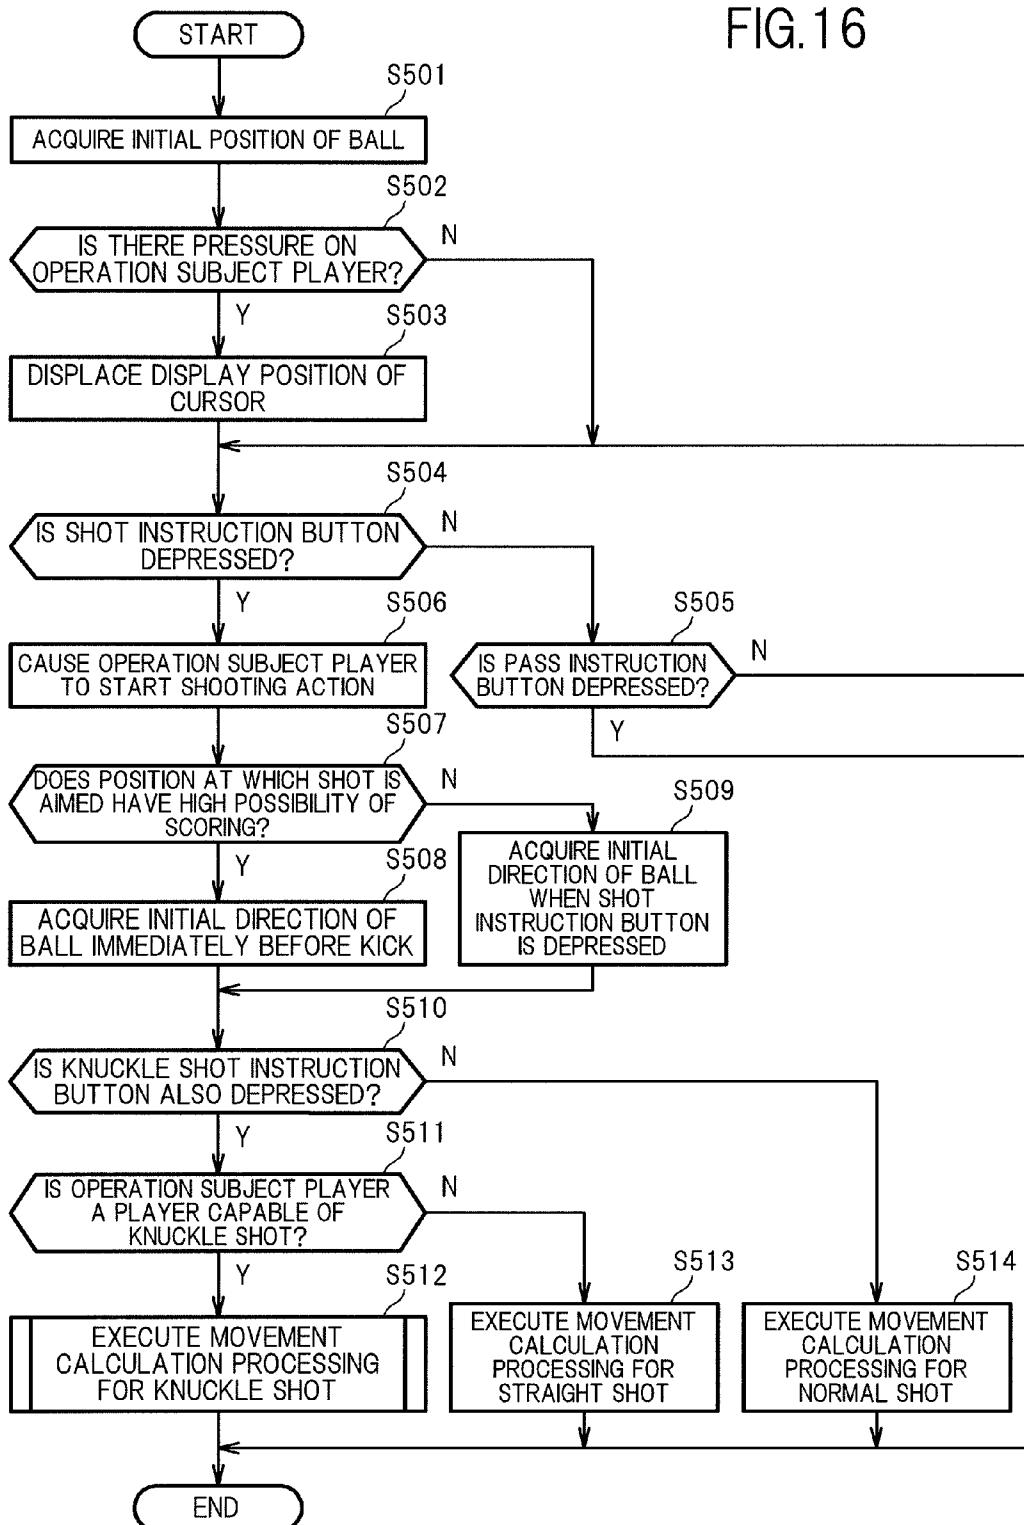 FIG.16
START
S501
ACQUIRE INITIAL POSITION OF BALL
S502
IS THERE PRESSURE ON
OPERATION SUBJECT PLAYER?
N
Y
S503
DISPLACE DISPLAY POSITION OF
CURSOR
S504
IS SHOT INSTRUCTION BUTTON
DEPRESSED?
N
Y
S505
IS PASS INSTRUCTION
BUTTON DEPRESSED?
N
Y
S506
CAUSE OPERATION SUBJECT PLAYER
TO START SHOOTING ACTION
S507
DOES POSITION AT WHICH SHOT IS
AIMED HAVE HIGH POSSIBILITY OF
SCORING?
N
Y
S508
ACQUIRE INITIAL DIRECTION OF
BALL IMMEDIATELY BEFORE KICK
S509
ACQUIRE INITIAL
DIRECTION OF BALL
WHEN SHOT
INSTRUCTION BUTTON
IS DEPRESSED
S510
IS KNUCKLE SHOT INSTRUCTION
BUTTON ALSO DEPRESSED?
N
Y
S511
IS OPERATION SUBJECT PLAYER
A PLAYER CAPABLE OF
KNUCKLE SHOT?
N
Y
S512
EXECUTE MOVEMENT
CALCULATION PROCESSING
FOR KNUCKLE SHOT
S513
EXECUTE MOVEMENT
CALCULATION
PROCESSING FOR
STRAIGHT SHOT
S514
EXECUTE MOVEMENT
CALCULATION
PROCESSING FOR
NORMAL SHOT
END